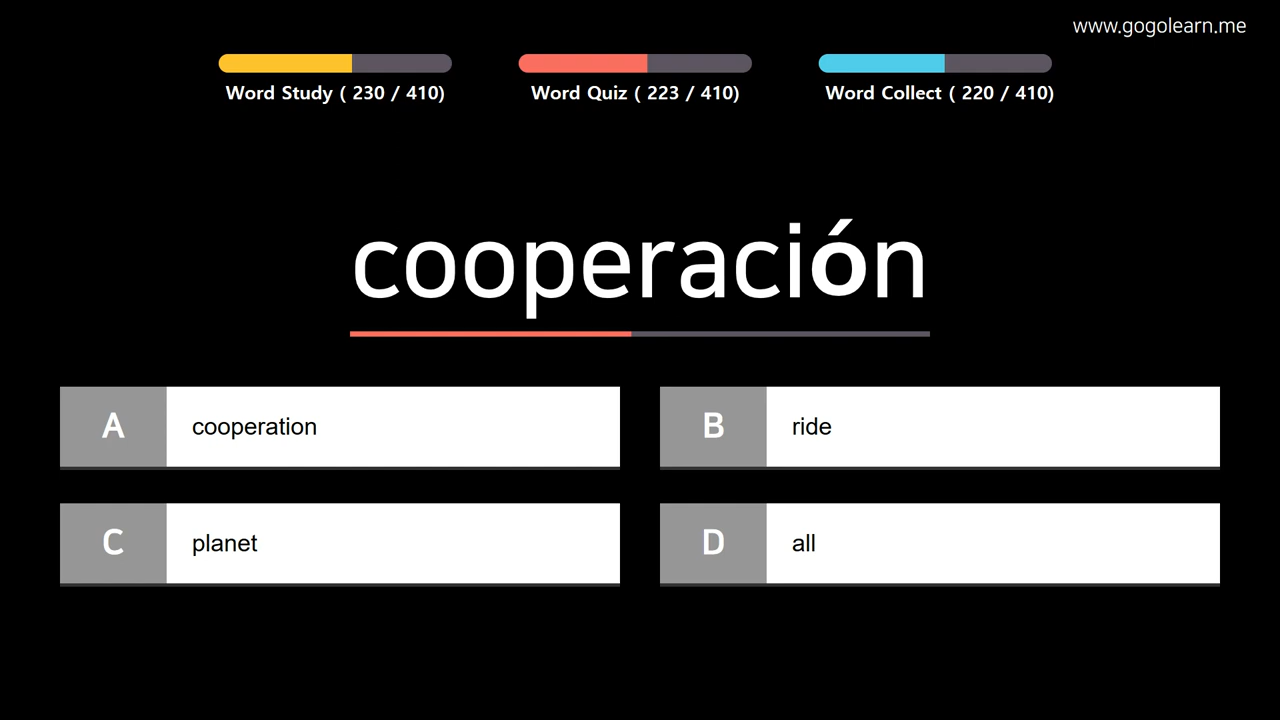 www.gogolearn.me
Word Study ( 230 / 410)
Word Quiz ( 223 / 410)
Word Collect ( 220 / 410)
cooperación
A cooperation
B ride
C planet
D all